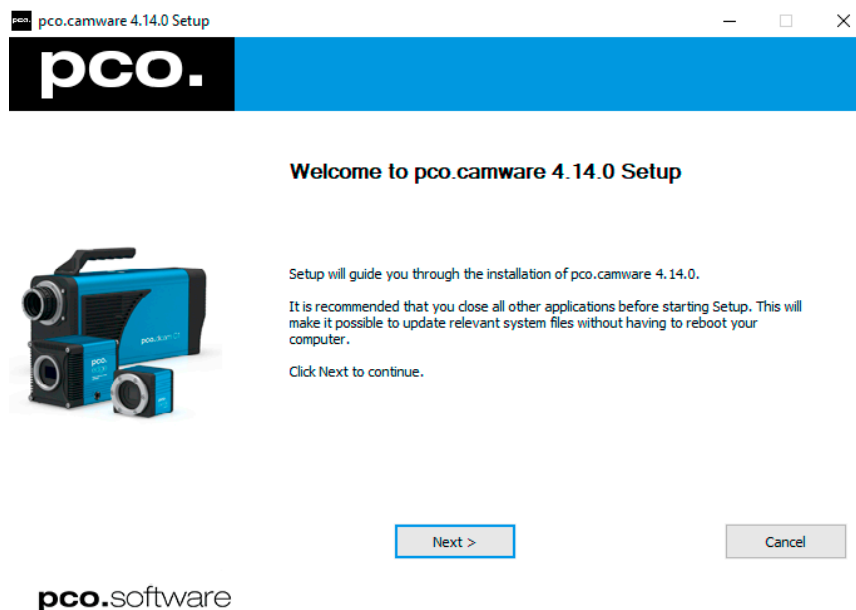 pco. pco.camware 4.14.0 Setup
pco.
Welcome to pco.camware 4.14.0 Setup
Setup will guide you through the installation of pco.camware 4.14.0.
It is recommended that you close all other applications before starting Setup. This will
make it possible to update relevant system files without having to reboot your
computer.
Click Next to continue.
pco.
Next >
Cancel
pco.software